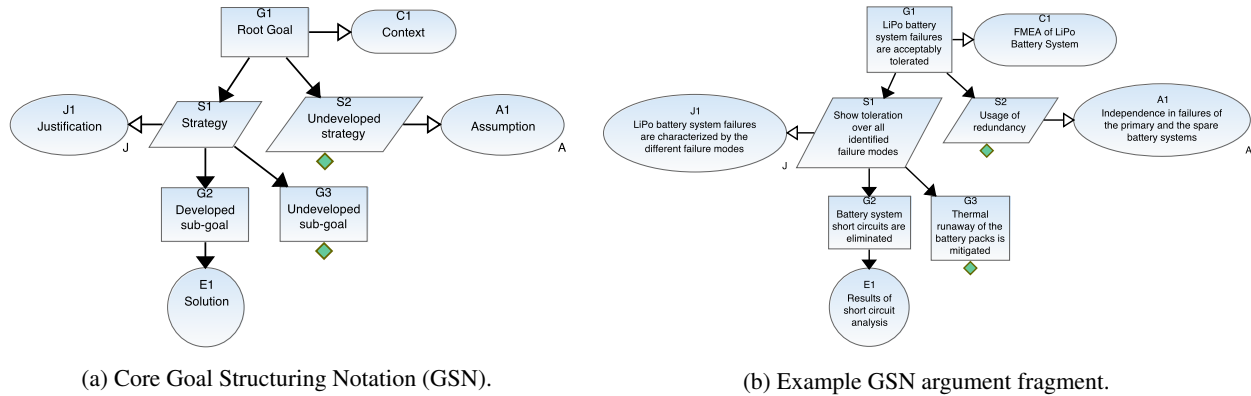 G1
Root Goal
C1
Context
J1
Justification
J
S1
Strategy
S2
Undeveloped
strategy
A1
Assumption
A
G2
Developed
sub-goal
G3
Undeveloped
sub-goal
E1
Solution
(a) Core Goal Structuring Notation (GSN).
G1
LiPo battery
system failures
are acceptably
tolerated
C1
FMEA of LiPo
Battery System
J1
LiPo battery system failures
are characterized by the
different failure modes
J
S1
Show toleration
over all
identified
failure modes
S2
Usage of
redundancy
A1
Independence in failures of
the primary and the spare
battery systems
A
G2
Battery system
short circuits are
eliminated
G3
Thermal
runaway of the
battery packs is
mitigated
E1
Results of
short circuit
analysis
(b) Example GSN argument fragment.